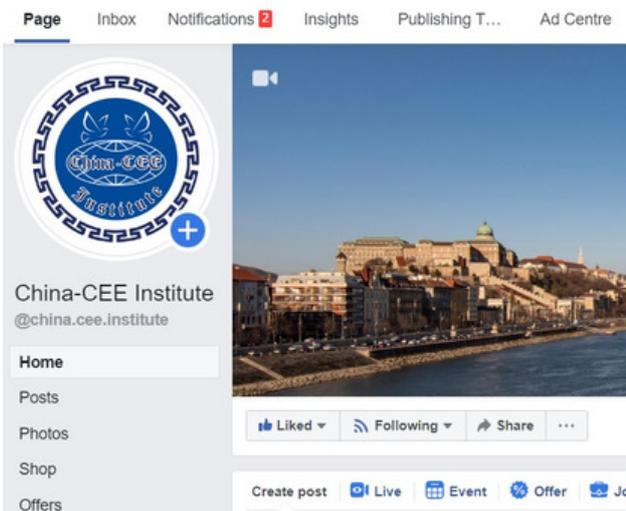 Page Inbox Notifications 2 Insights Publishing T... Ad Centre
China-CEE
Institute
China-CEE Institute
@china.cee.institute
Home
Posts
Photos
Shop
Offers
Liked Following Share ...
Create post Live Event Offer Jo